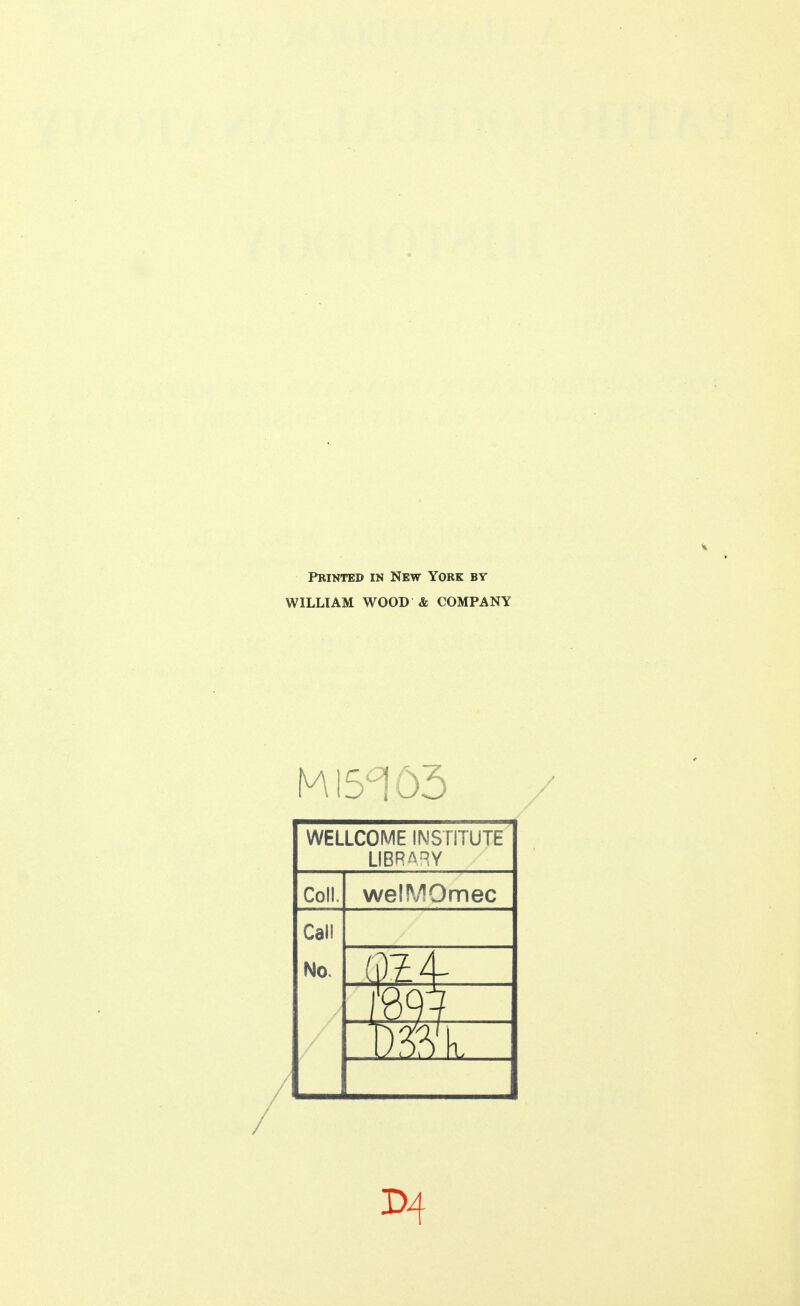 PRINTED IN NEW YORK BY
WILLIAM WOOD & COMPANY
M15903
WELLCOME INSTITUTE
LIBRARY
Coll. welMOmec
Call
No. QZ4
1897
D33h
D4